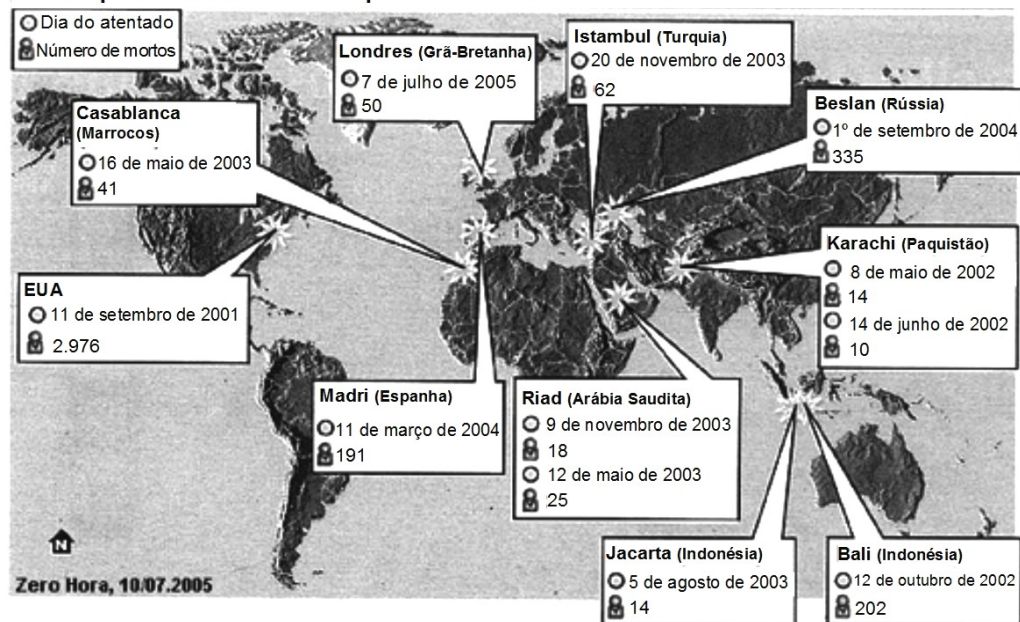 Dia do atentado
Número de mortos
Londres (Grã-Bretanha)
7 de julho de 2005
50
Istambul (Turquia)
20 de novembro de 2003
62
Casablanca
(Marrocos)
16 de maio de 2003
41
Beslan (Rússia)
1º de setembro de 2004
335
EUA
11 de setembro de 2001
2.976
Karachi (Paquistão)
8 de maio de 2002
14
14 de junho de 2002
10
Madri (Espanha)
11 de março de 2004
191
Riad (Arábia Saudita)
9 de novembro de 2003
18
12 de maio de 2003
25
N
Zero Hora, 10/07.2005
Jacarta (Indonésia)
5 de agosto de 2003
14
Bali (Indonésia)
12 de outubro de 2002
202